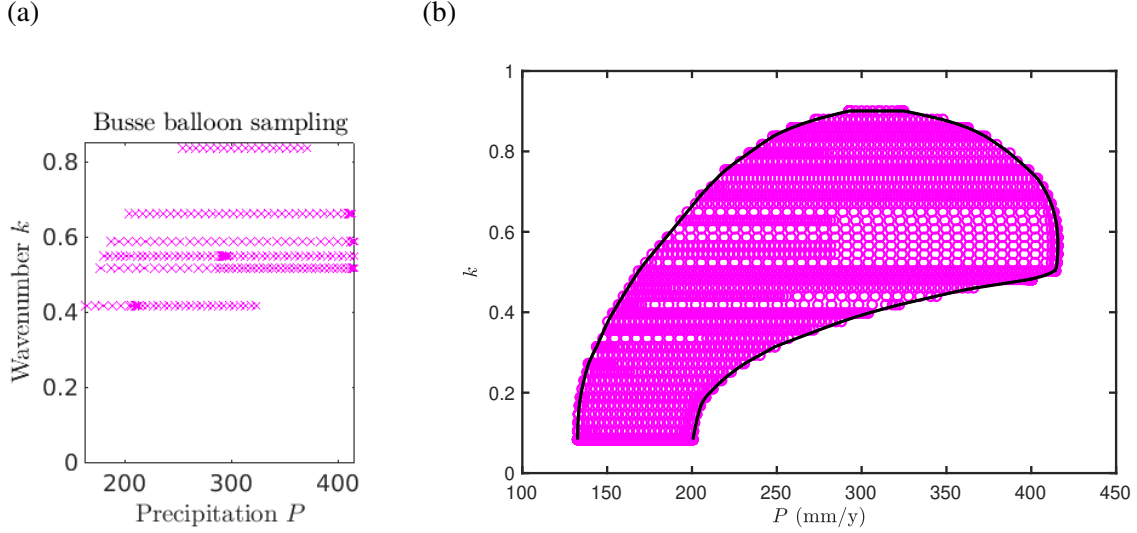 (a)
(b)
Busse balloon sampling
0.8
0.6
0.4
0.2
0
200 300 400
Wavenumber k
Precipitation P
1
0.8
0.6
0.4
0.2
0
100 150 200 250 300 350 400 450
k
P (mm/y)